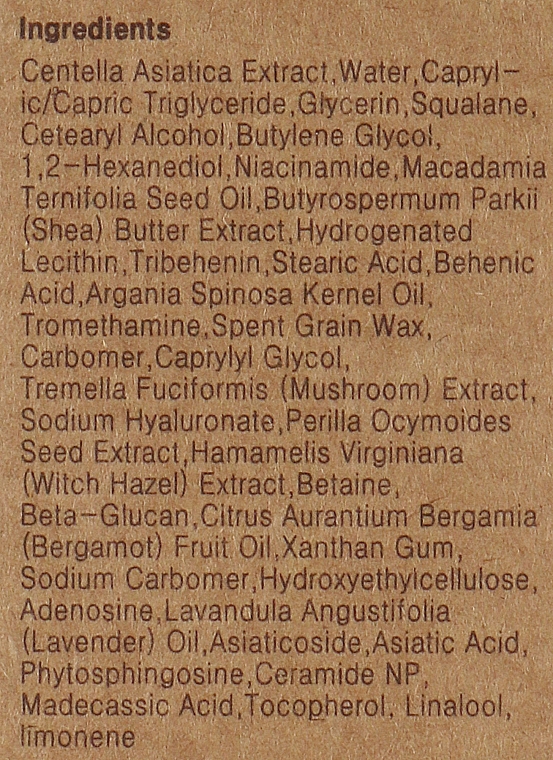 Ingredients
Centella Asiatica Extract,Water,Capryl-
ic/Capric Triglyceride,Glycerin,Squalane,
Cetearyl Alcohol,Butylene Glycol,
1,2-Hexanediol,Niacinamide,Macadamia
Ternifolia Seed Oil,Butyrospermum Parkii
(Shea) Butter Extract,Hydrogenated
Lecithin,Tribehenin,Stearic Acid,Behenic
Acid,Argania Spinosa Kernel Oil,
Tromethamine,Spent Grain Wax,
Carbomer,Caprylyl Glycol,
Tremella Fuciformis (Mushroom) Extract,
Sodium Hyaluronate,Perilla Ocymoides
Seed Extract,Hamamelis Virginiana
(Witch Hazel) Extract,Betaine,
Beta-Glucan,Citrus Aurantium Bergamia
(Bergamot) Fruit Oil,Xanthan Gum,
Sodium Carbomer,Hydroxyethylcellulose,
Adenosine,Lavandula Angustifolia
(Lavender) Oil,Asiaticoside,Asiatic Acid,
Phytosphingosine,Ceramide NP,
Madecassic Acid,Tocopherol, Linalool,
limonene